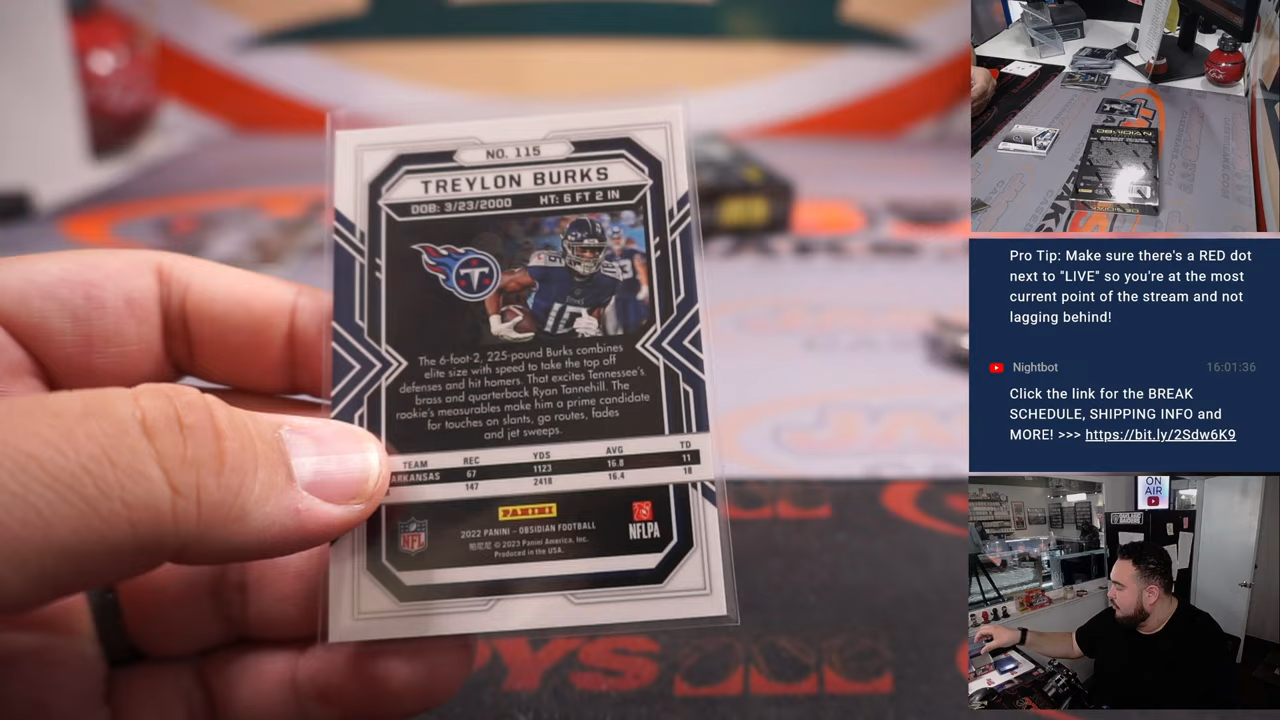 NO. 115
TREYLON BURKS
DOB: 3/23/2000 HT: 6 FT 2 IN
The 6-foot-2, 225-pound Burks combines
elite size with speed to take the top off
defenses and hit homers. That excites Tennessee's
brass and quarterback Ryan Tannehill. The
rookie's measurables make him a prime candidate
for touches on slants, go routes, fades
and jet sweeps.
TEAM REC YDS AVG TD
ARKANSAS 67 1123 16.8 11
147 2418 16.4 18
PANINI
NFL
2022 PANINI - OBSIDIAN FOOTBALL
帕尼尼 © 2023 Panini America, Inc.
Produced in the USA.
NFLPA
OBSIDIAN
Pro Tip: Make sure there's a RED dot
next to "LIVE" so you're at the most
current point of the stream and not
lagging behind!
Nightbot 16:01:36
Click the link for the BREAK
SCHEDULE, SHIPPING INFO and
MORE! >>> https://bit.ly/2Sdw6K9
ON
AIR